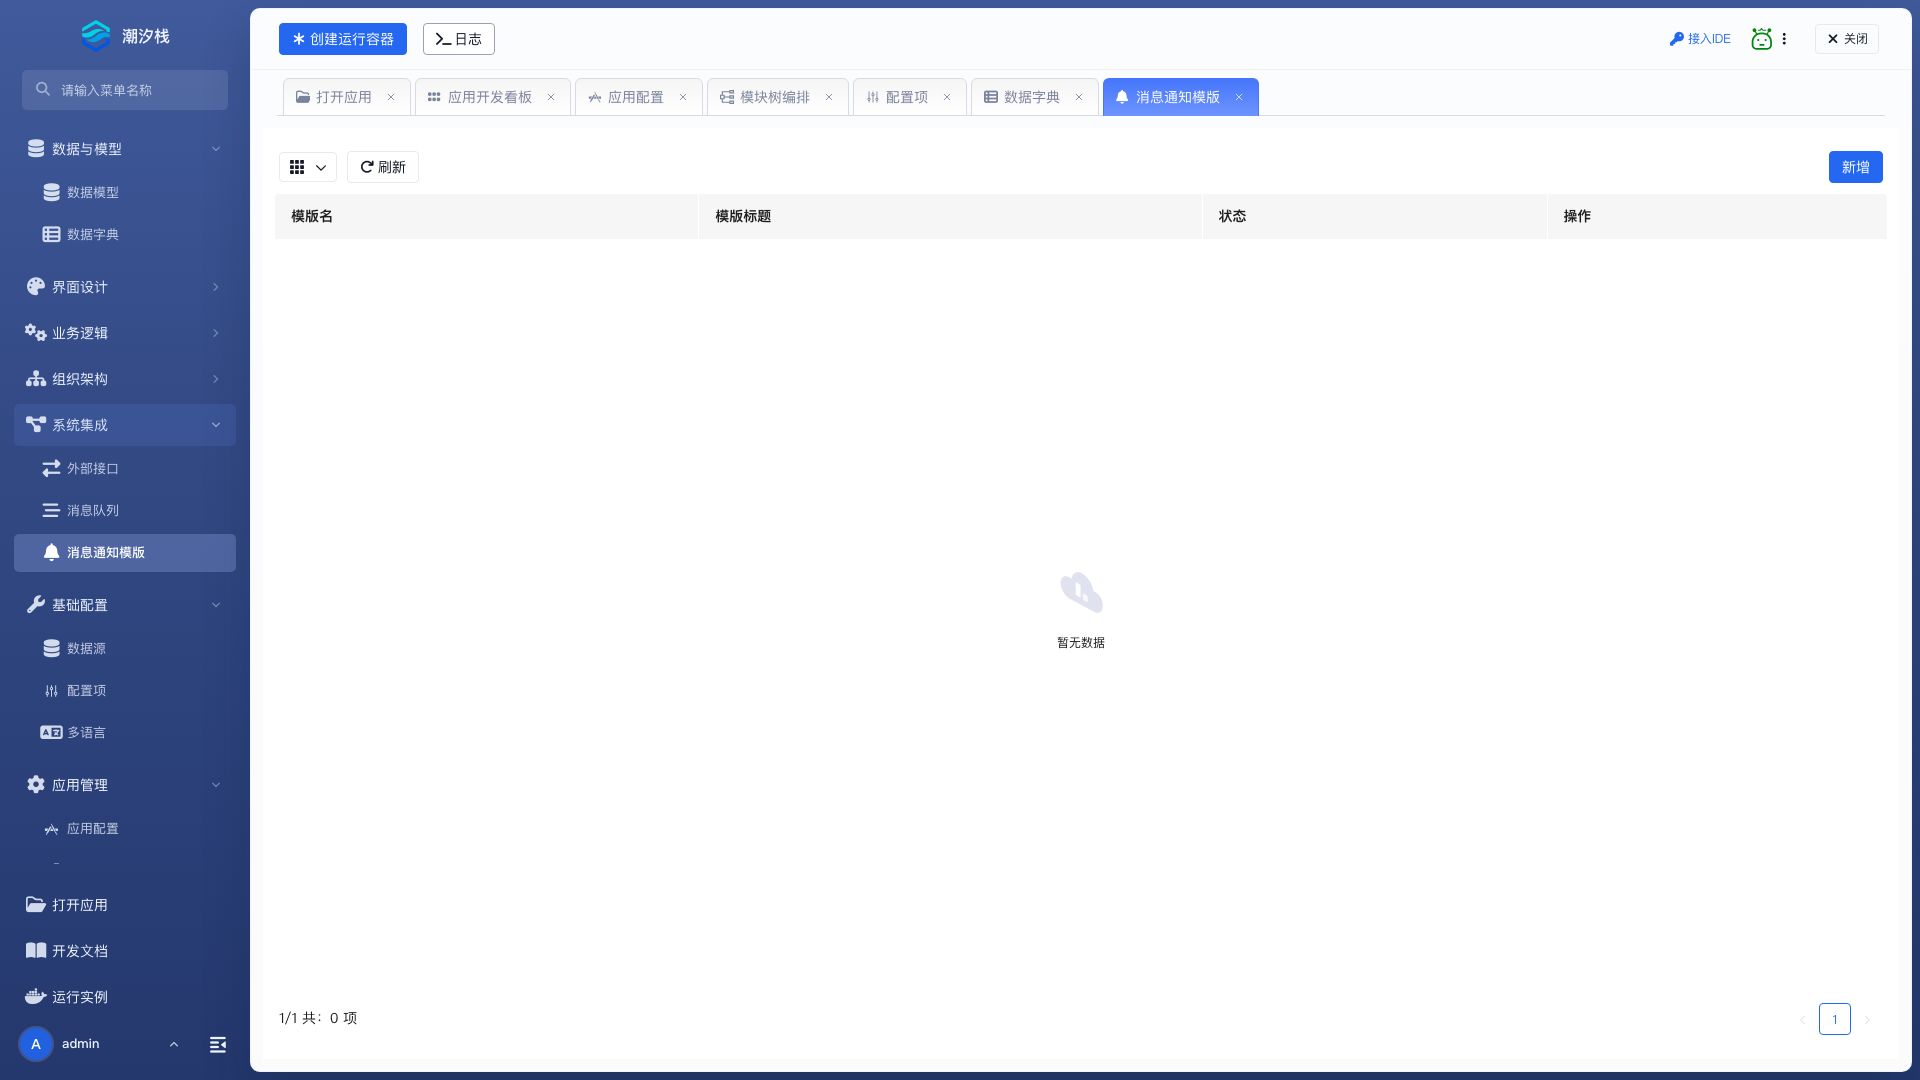 潮汐栈
请输入菜单名称
数据与模型
数据模型
数据字典
界面设计
业务逻辑
组织架构
系统集成
外部接口
消息队列
消息通知模版
基础配置
数据源
配置项
多语言
应用管理
应用配置
打开应用
开发文档
运行实例
A admin
创建运行容器 日志 接入IDE 关闭
打开应用 应用开发看板 应用配置 模块树编排 配置项 数据字典 消息通知模版
刷新 新增
模版名 模版标题 状态 操作
暂无数据
1/1 共：0 项 1